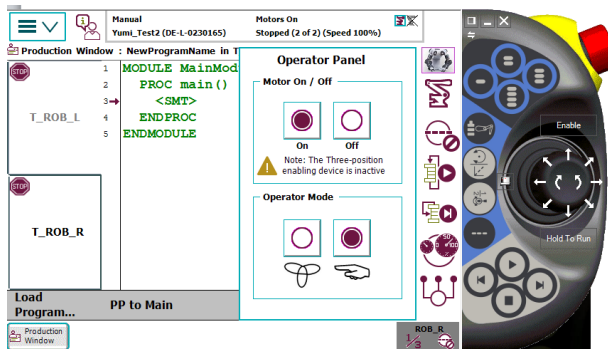 Manual
Yumi_Test2 (DE-L-0230165)
Motors On
Stopped (2 of 2) (Speed 100%)
Production Window : NewProgramName in T
STOP
T_ROB_L
STOP
T_ROB_R
1 MODULE MainMod
2 PROC main()
3 <SMT>
4 ENDPROC
5 ENDMODULE
Operator Panel
Motor On / Off
On Off
Note: The Three-position
enabling device is inactive
Operator Mode
50
0 %100
Enable
Hold To Run
Load
Program...
PP to Main
Production
Window
ROB_R
1/3